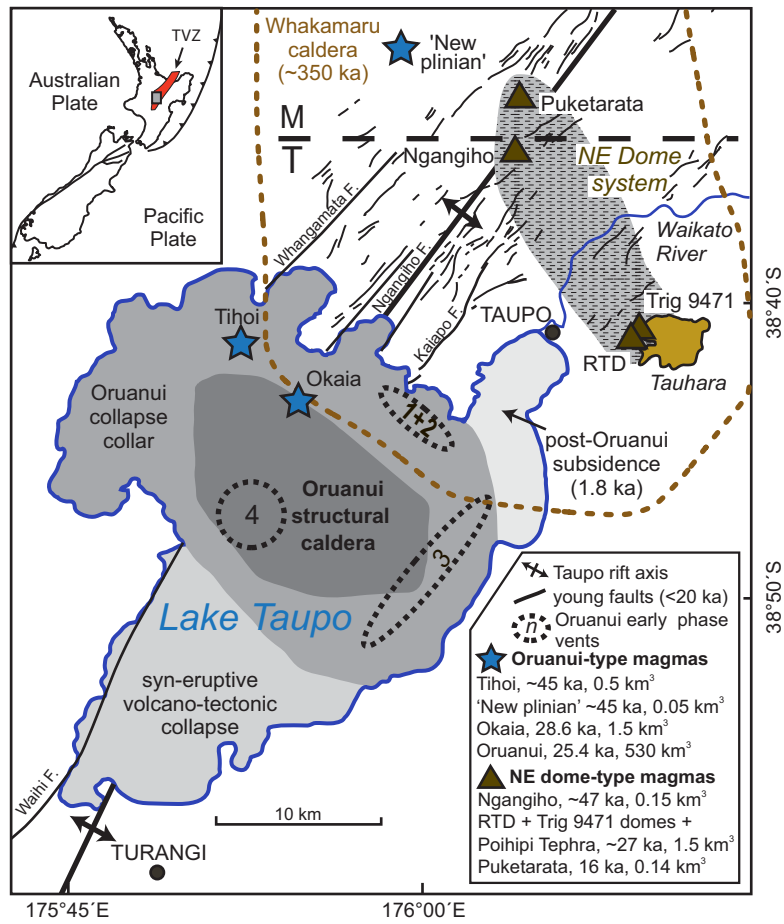 TVZ
Australian
Plate
Pacific
Plate
Whakamaru
caldera
(~350 ka)
'New
plinian'
Puketarata
M
T
Ngangiho
NE Dome
system
Whangamata F.
Ngangiho F.
Kaiapo F.
Waikato
River
Trig 9471
TAUPO
RTD
Tauhara
38°40´S
Tihoi
Okaia
Oruanui
collapse
collar
1+2
post-Oruanui
subsidence
(1.8 ka)
Oruanui
structural
caldera
4
3
38°50´S
Lake Taupo
syn-eruptive
volcano-tectonic
collapse
Waihi F.
10 km
TURANGI
Taupo rift axis
young faults (<20 ka)
n Oruanui early phase
vents
Oruanui-type magmas
Tihoi, ~45 ka, 0.5 km³
‘New plinian’ ~45 ka, 0.05 km³
Okaia, 28.6 ka, 1.5 km³
Oruanui, 25.4 ka, 530 km³
NE dome-type magmas
Ngangiho, ~47 ka, 0.15 km³
RTD + Trig 9471 domes +
Poihipi Tephra, ~27 ka, 1.5 km³
Puketarata, 16 ka, 0.14 km³
175°45´E
176°00´E